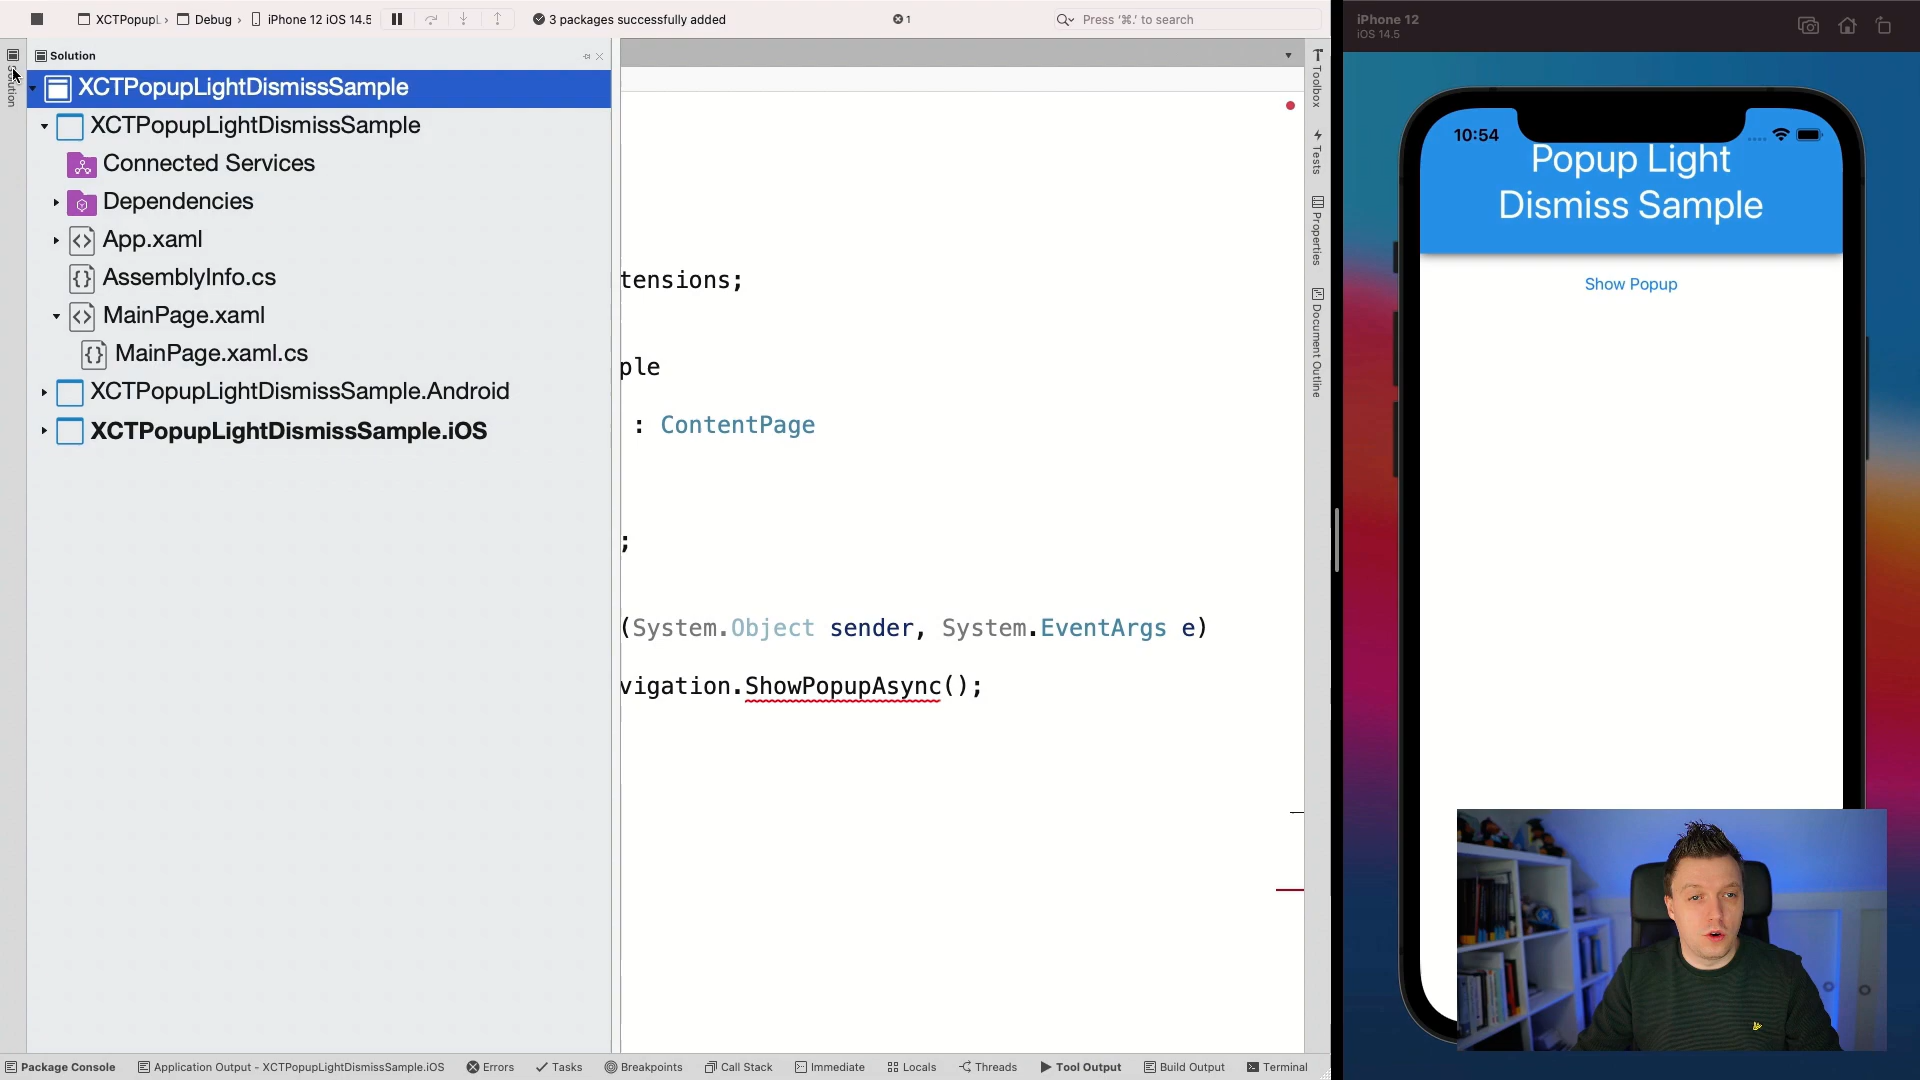 XCTPopupL
Debug
iPhone 12 iOS 14.5
3 packages successfully added
1
Press '⌘.' to search
iPhone 12
iOS 14.5
Solution
Solution
XCTPopupLightDismissSample
XCTPopupLightDismissSample
Connected Services
Dependencies
App.xaml
AssemblyInfo.cs
MainPage.xaml
MainPage.xaml.cs
XCTPopupLightDismissSample.Android
XCTPopupLightDismissSample.iOS
tensions;
ple
: ContentPage
;
(System.Object sender, System.EventArgs e)
vigation.ShowPopupAsync();
Toolbox
Tests
Properties
Document Outline
10:54
Popup Light
Dismiss Sample
Show Popup
Package Console
Application Output - XCTPopupLightDismissSample.iOS
Errors
Tasks
Breakpoints
Call Stack
Immediate
Locals
Threads
Tool Output
Build Output
Terminal